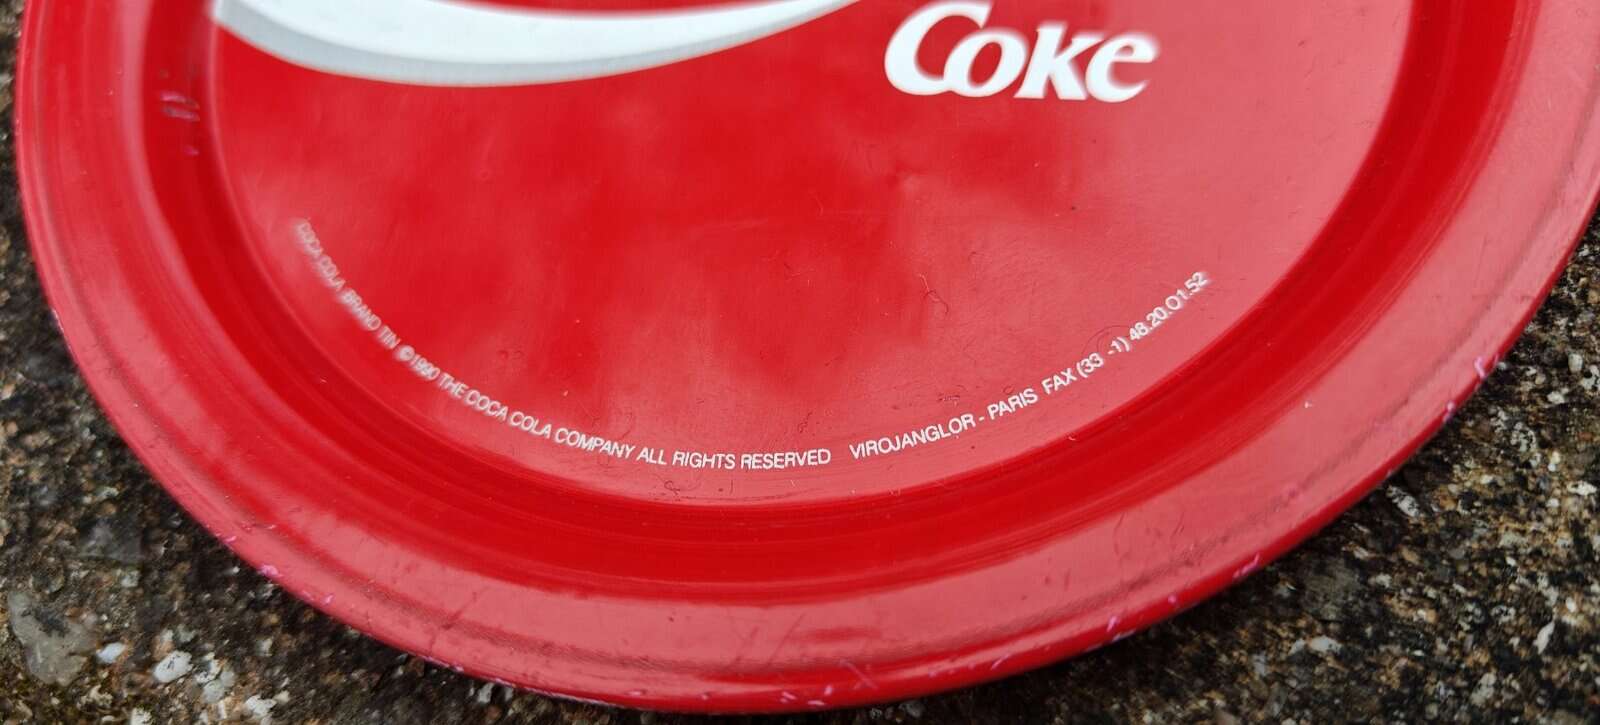 Coke
COCA COLA BRAND TIN ©1990 THE COCA COLA COMPANY ALL RIGHTS RESERVED VIROJANGLOR - PARIS FAX (33 -1) 48.20.01.52